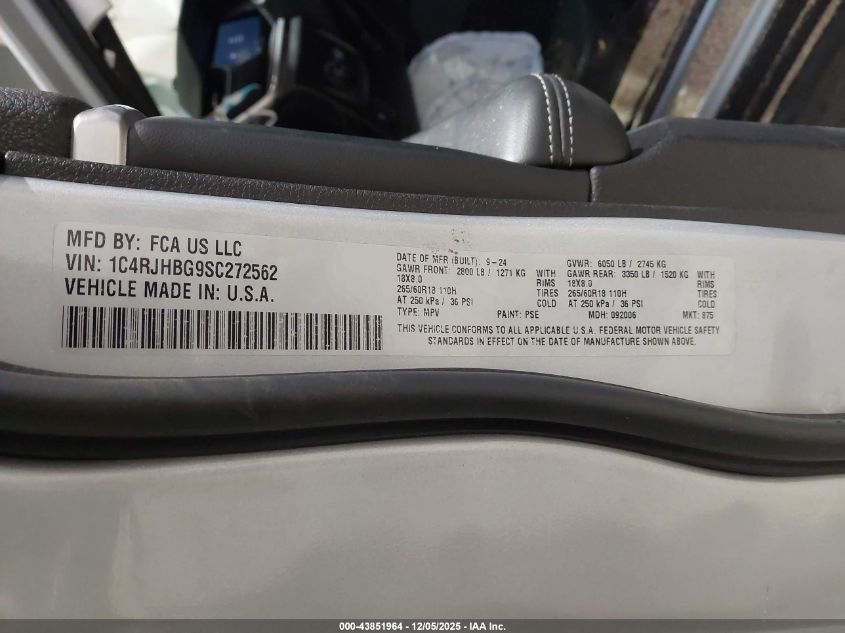 MFD BY: FCA US LLC
VIN: 1C4RJHBG9SC272562
VEHICLE MADE IN: U.S.A.
DATE OF MFR (BUILT): 9-24 GVWR: 6050 LB / 2745 KG
GAWR FRONT: 2800 LB / 1271 KG WITH GAWR REAR: 3350 LB / 1520 KG WITH
18X8.0 RIMS 18X8.0 RIMS
265/60R18 110H TIRES 265/60R18 110H TIRES
AT 250 kPa / 36 PSI COLD AT 250 kPa / 36 PSI COLD
TYPE: MPV PAINT: PSE MDH: 092006 MKT: 875
THIS VEHICLE CONFORMS TO ALL APPLICABLE U.S.A. FEDERAL MOTOR VEHICLE SAFETY
STANDARDS IN EFFECT ON THE DATE OF MANUFACTURE SHOWN ABOVE.
000-43851964 - 12/05/2025 - IAA Inc.